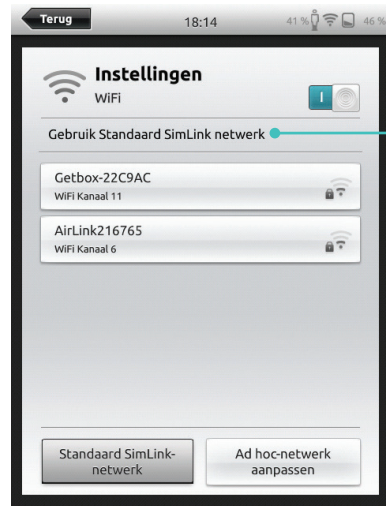 Terug
18:14
41 %
46 %
Instellingen
WiFi
I
Gebruik Standaard SimLink netwerk
Getbox-22C9AC
WiFi Kanaal 11
AirLink216765
WiFi Kanaal 6
Standaard SimLink-
netwerk
Ad hoc-netwerk
aanpassen